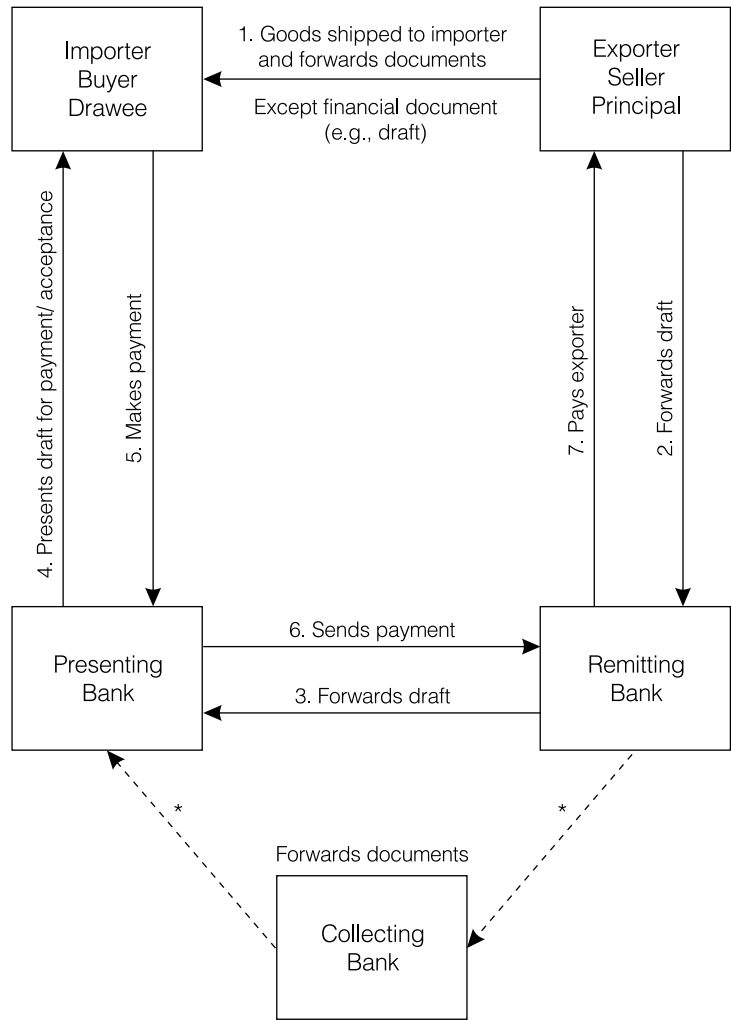 Importer
Buyer
Drawee
1. Goods shipped to importer
and forwards documents
Except financial document
(e.g., draft)
Exporter
Seller
Principal
4. Presents draft for payment/ acceptance
5. Makes payment
7. Pays exporter
2. Forwards draft
Presenting
Bank
6. Sends payment
3. Forwards draft
Remitting
Bank
*
*
Forwards documents
Collecting
Bank